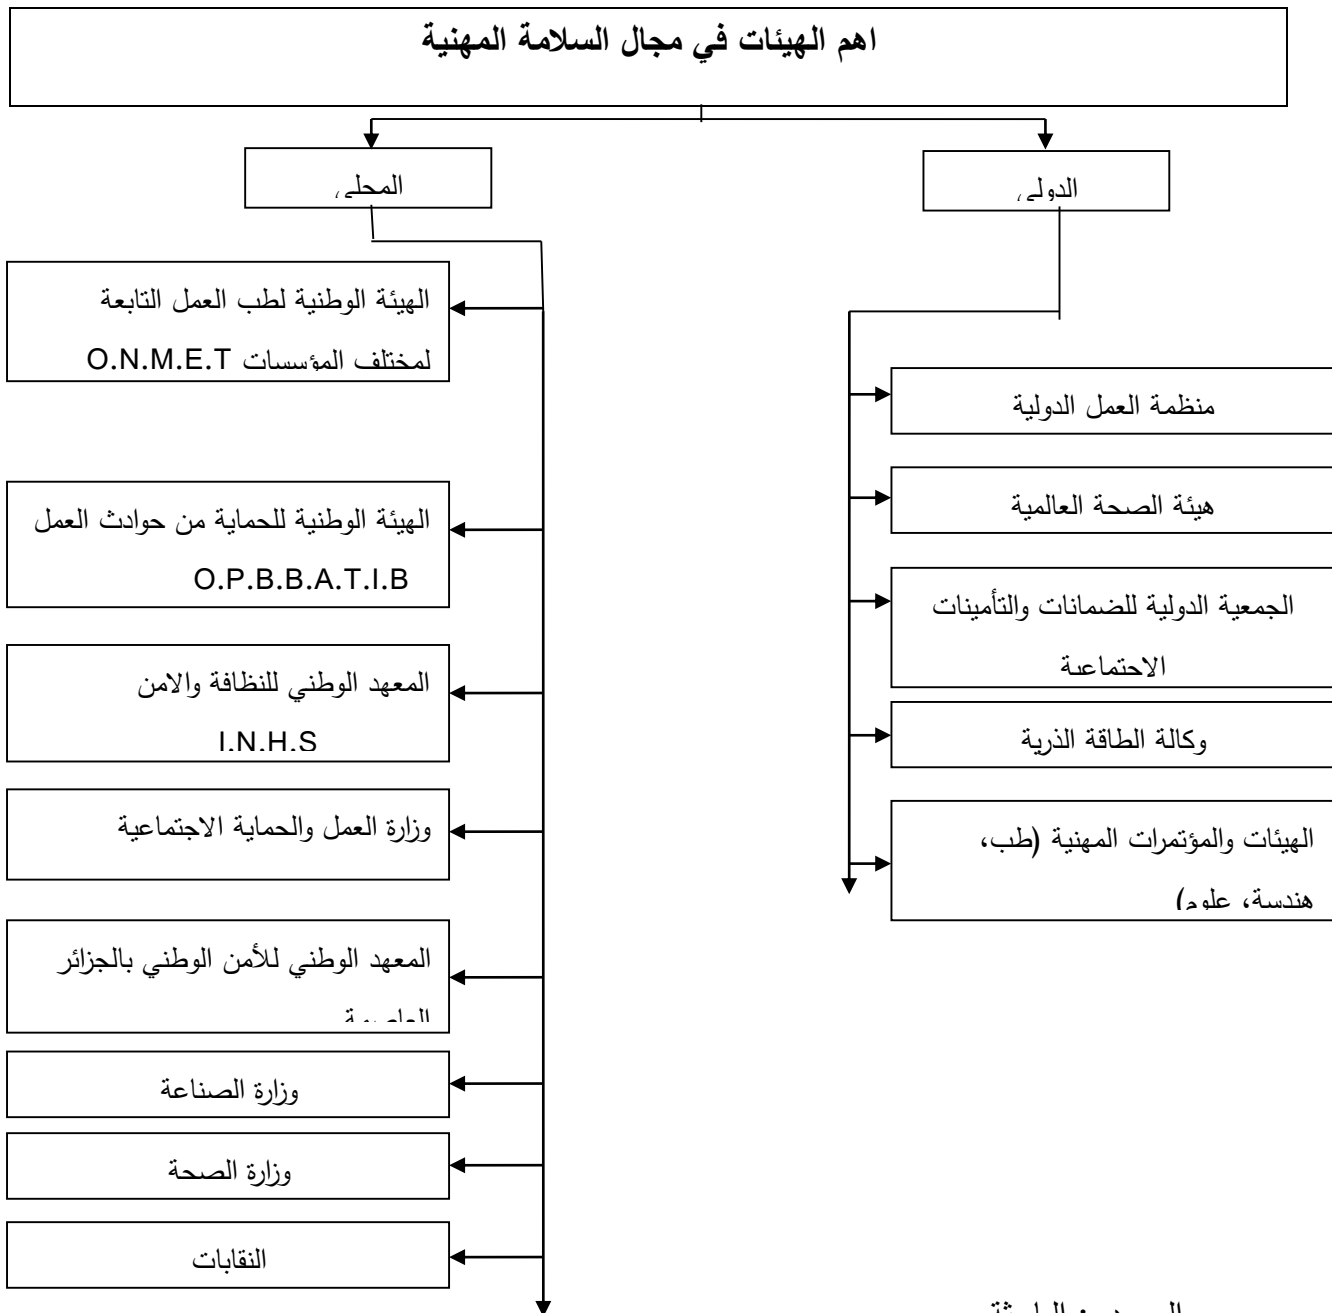 اهم الهيئات في مجال السلامة المهنية
الدولي
المحلي
منظمة العمل الدولية
هيئة الصحة العالمية
الجمعية الدولية للضمانات والتأمينات
الاجتماعية
وكالة الطاقة الذرية
الهيئات والمؤتمرات المهنية (طب،
هندسة، علوم)
الهيئة الوطنية لطب العمل التابعة
لمختلف المؤسسات O.N.M.E.T
الهيئة الوطنية للحماية من حوادث العمل
O.P.B.B.A.T.I.B
المعهد الوطني للنظافة والامن
I.N.H.S
وزارة العمل والحماية الاجتماعية
المعهد الوطني للأمن الوطني بالجزائر
العاصمة
وزارة الصناعة
وزارة الصحة
النقابات